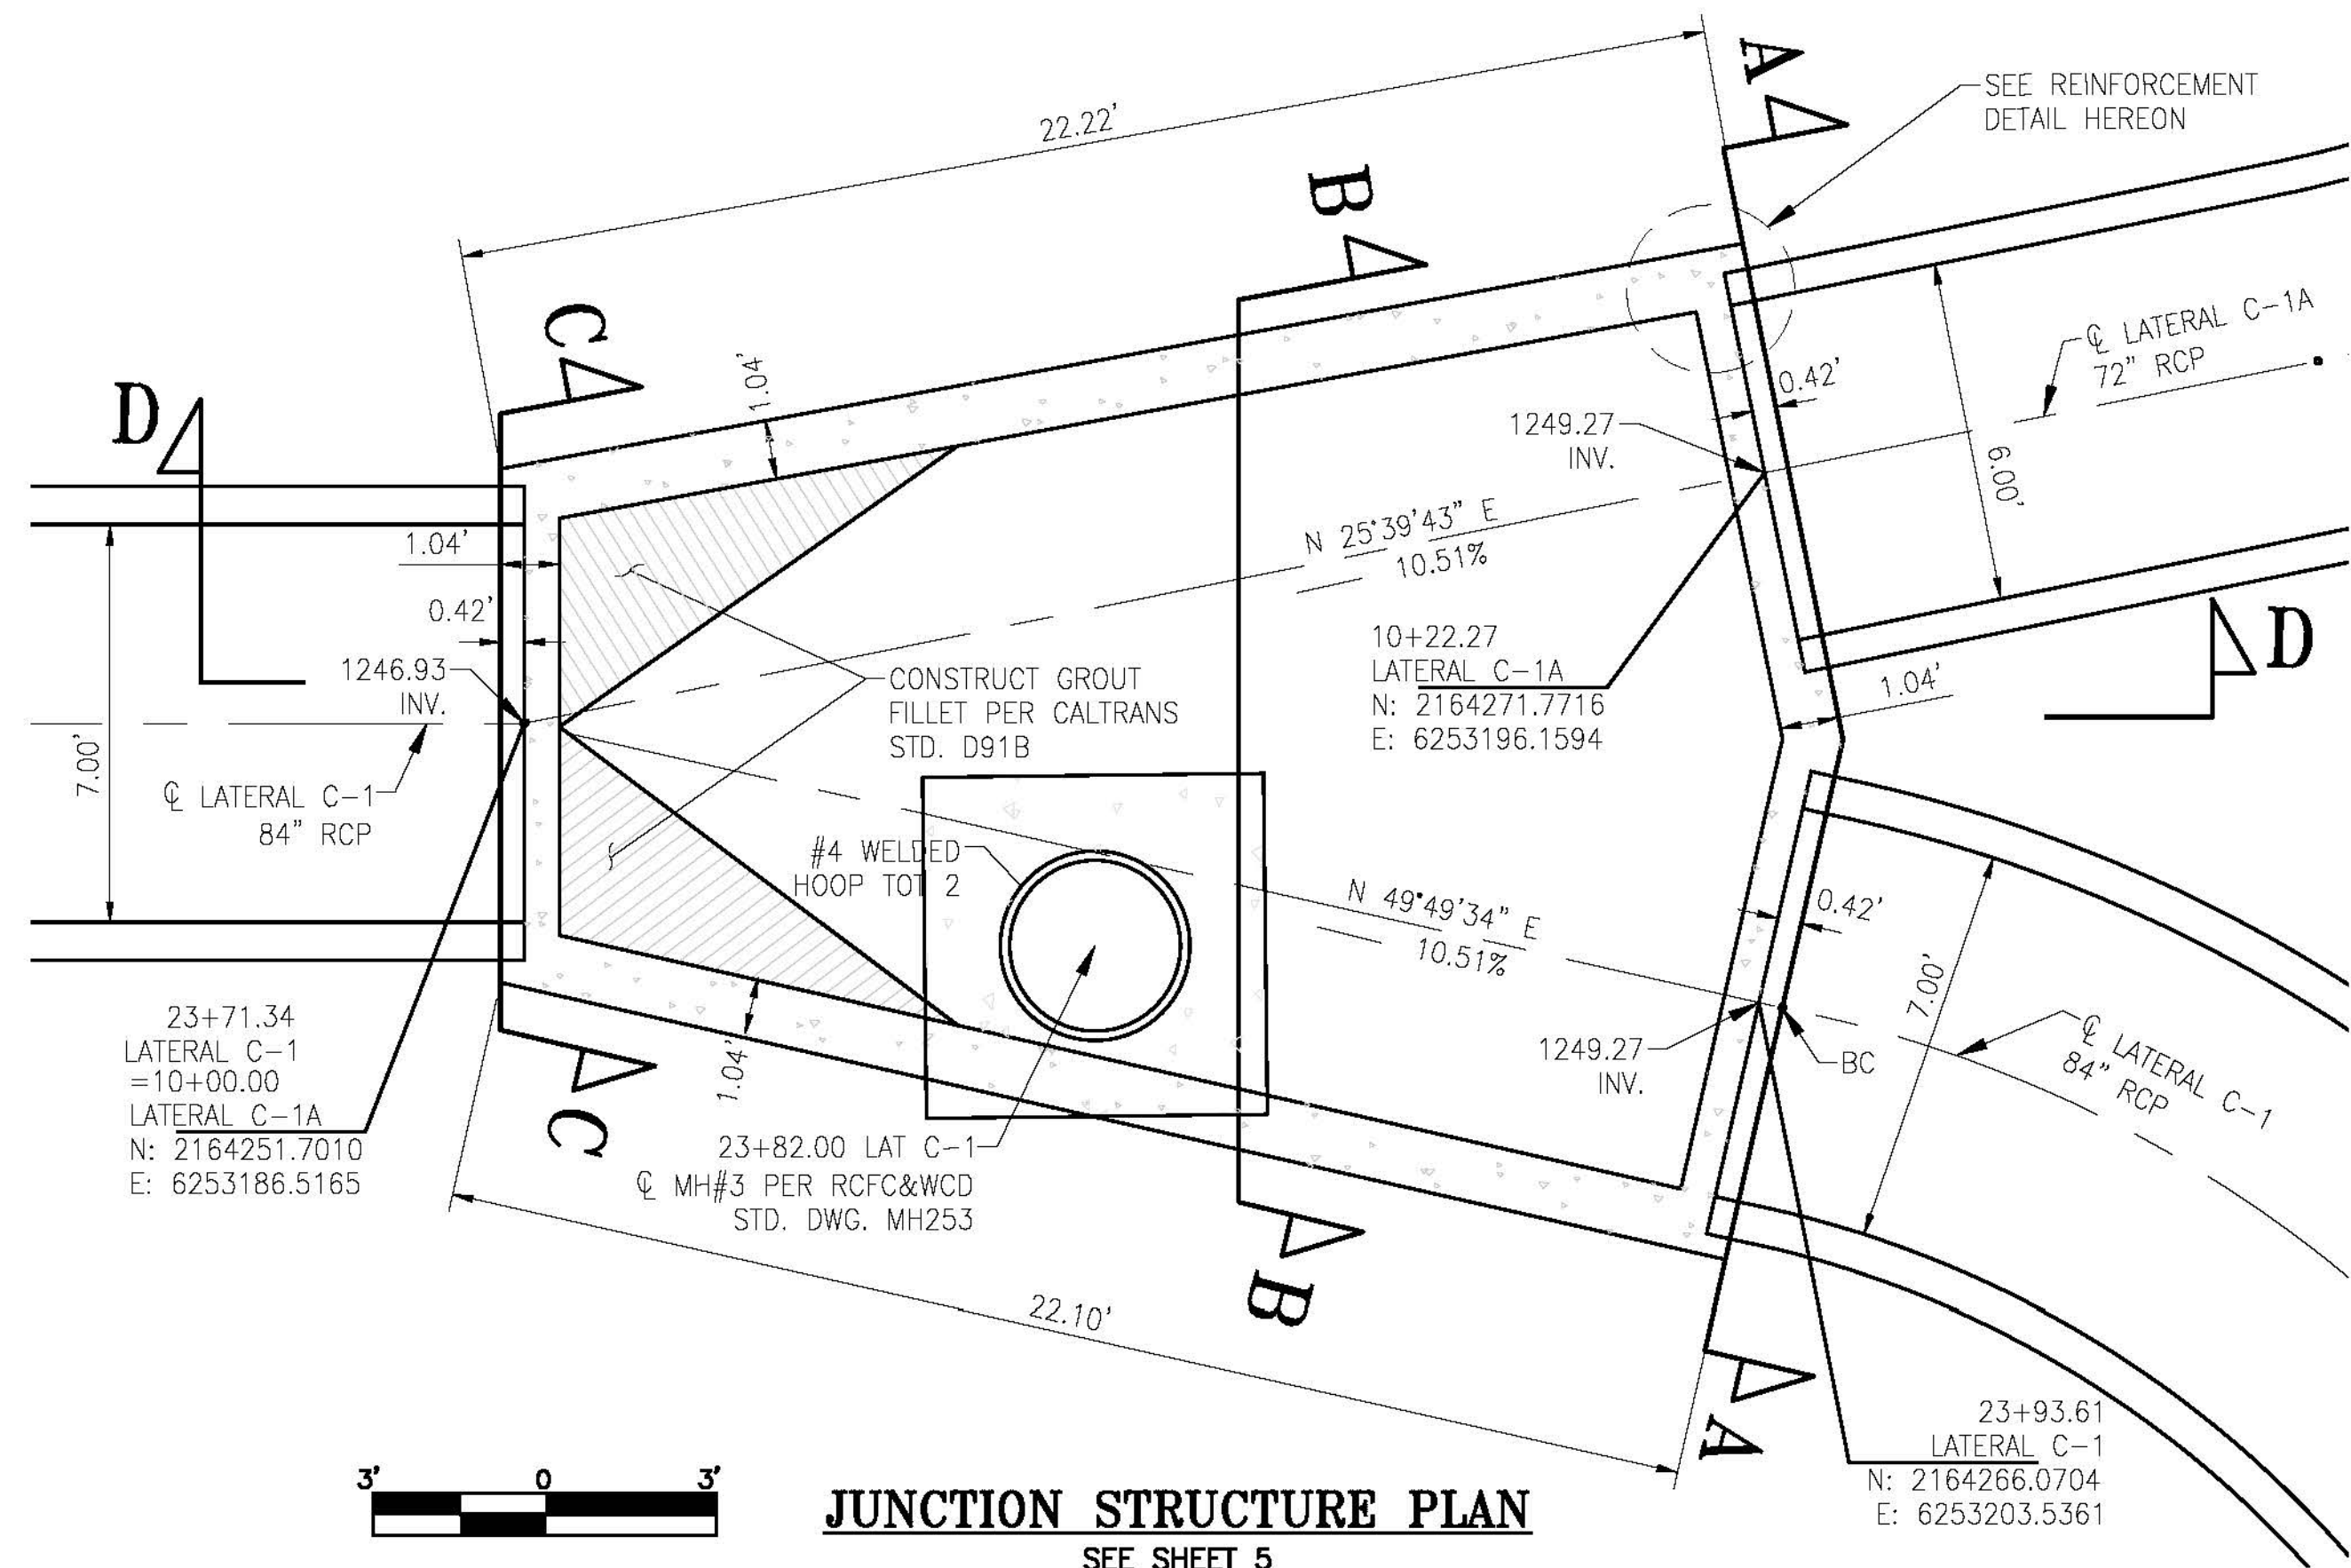 22.22'
A
SEE REINFORCEMENT
DETAIL HEREON
B
C
D
1.04'
℄ LATERAL C-1A
72" RCP
0.42'
1249.27
INV.
6.00'
N 25°39'43" E
10.51%
1.04'
0.42'
1246.93
INV.
7.00'
℄ LATERAL C-1
84" RCP
CONSTRUCT GROUT
FILLET PER CALTRANS
STD. D91B
10+22.27
LATERAL C-1A
N: 2164271.7716
E: 6253196.1594
D
1.04'
#4 WELDED
HOOP TOT 2
N 49°49'34" E
10.51%
0.42'
7.00'
1249.27
INV.
BC
℄ LATERAL C-1
84" RCP
23+71.34
LATERAL C-1
=10+00.00
LATERAL C-1A
N: 2164251.7010
E: 6253186.5165
1.04'
C
23+82.00 LAT C-1
℄ MH#3 PER RCFC&WCD
STD. DWG. MH253
B
22.10'
A
23+93.61
LATERAL C-1
N: 2164266.0704
E: 6253203.5361
3' 0 3'
JUNCTION STRUCTURE PLAN
SEE SHEET 5